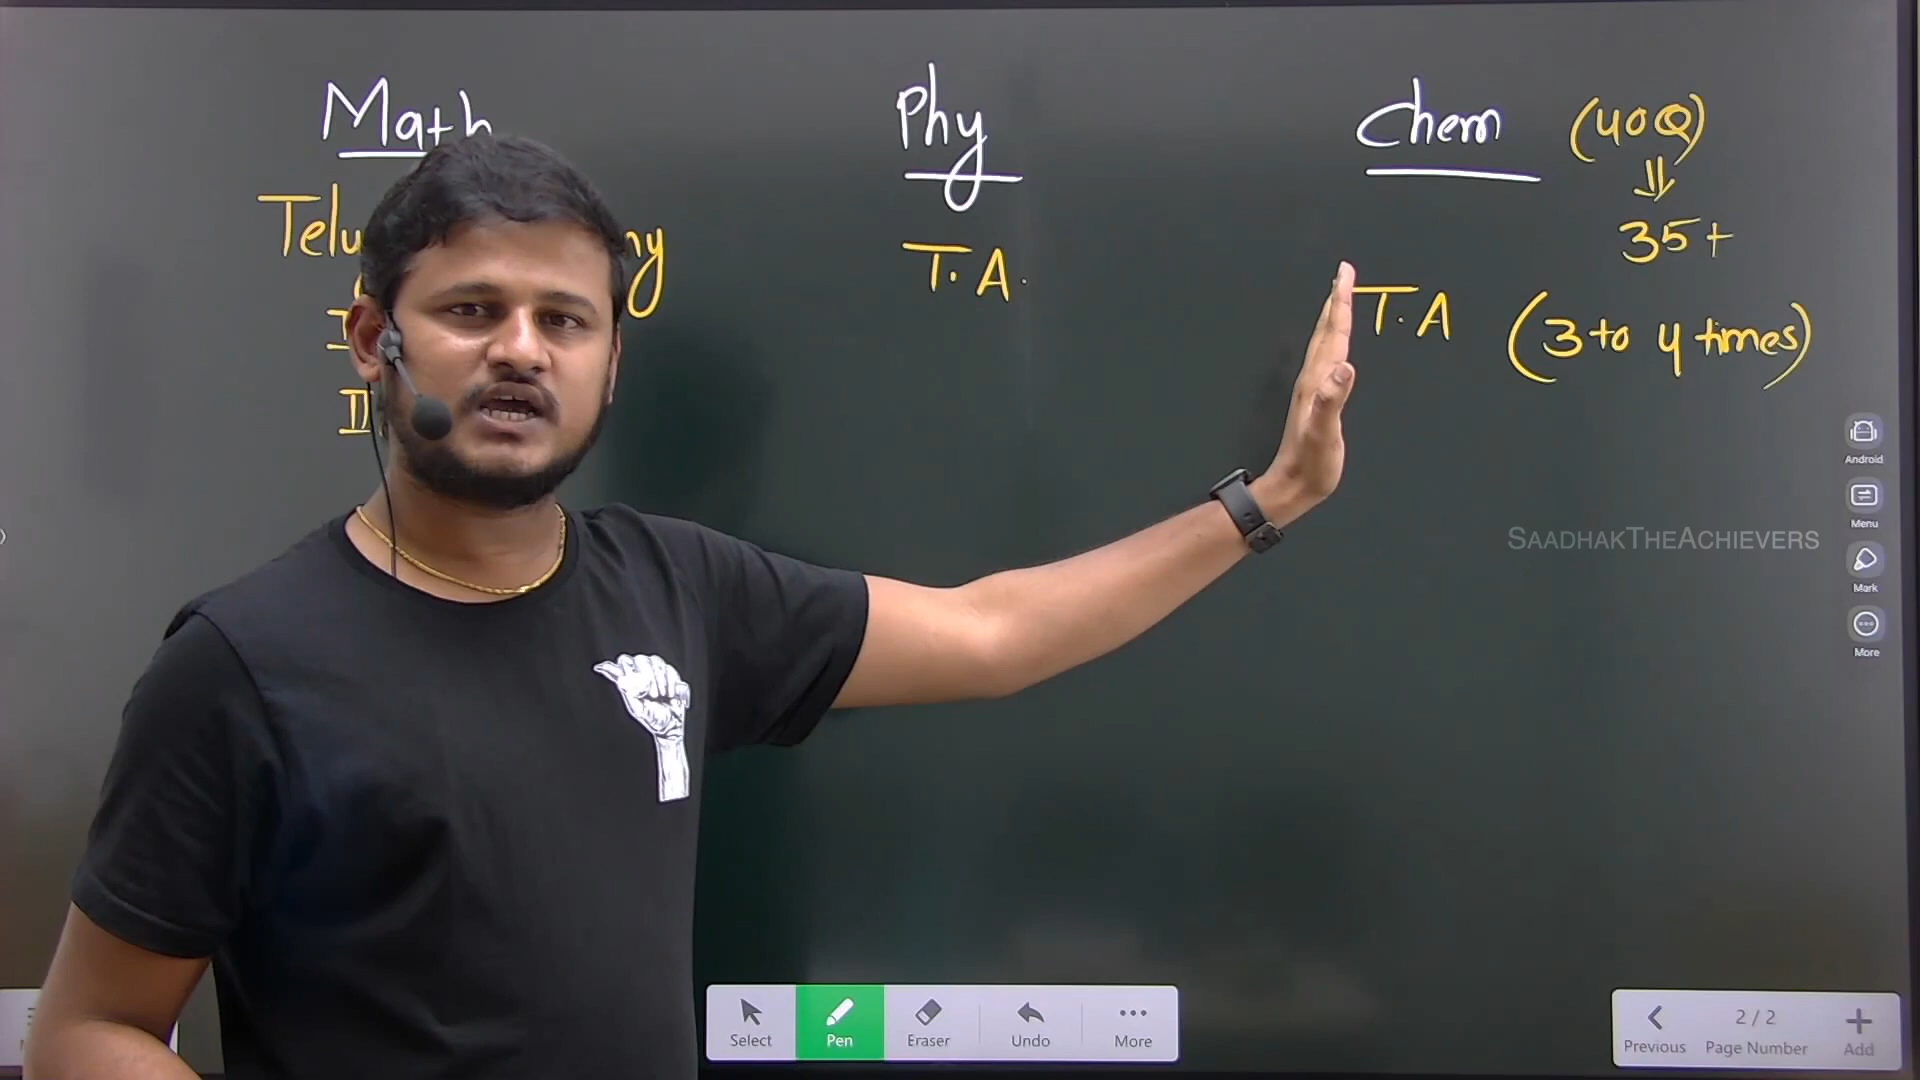 Math
Phy
T. A.
Chem (40Q)
35+
T. A (3 to 4 times)
SAADHAKTHEACHIEVERS
Android
Menu
Mark
More
Select
Pen
Eraser
Undo
More
Previous
2 / 2
Page Number
Add